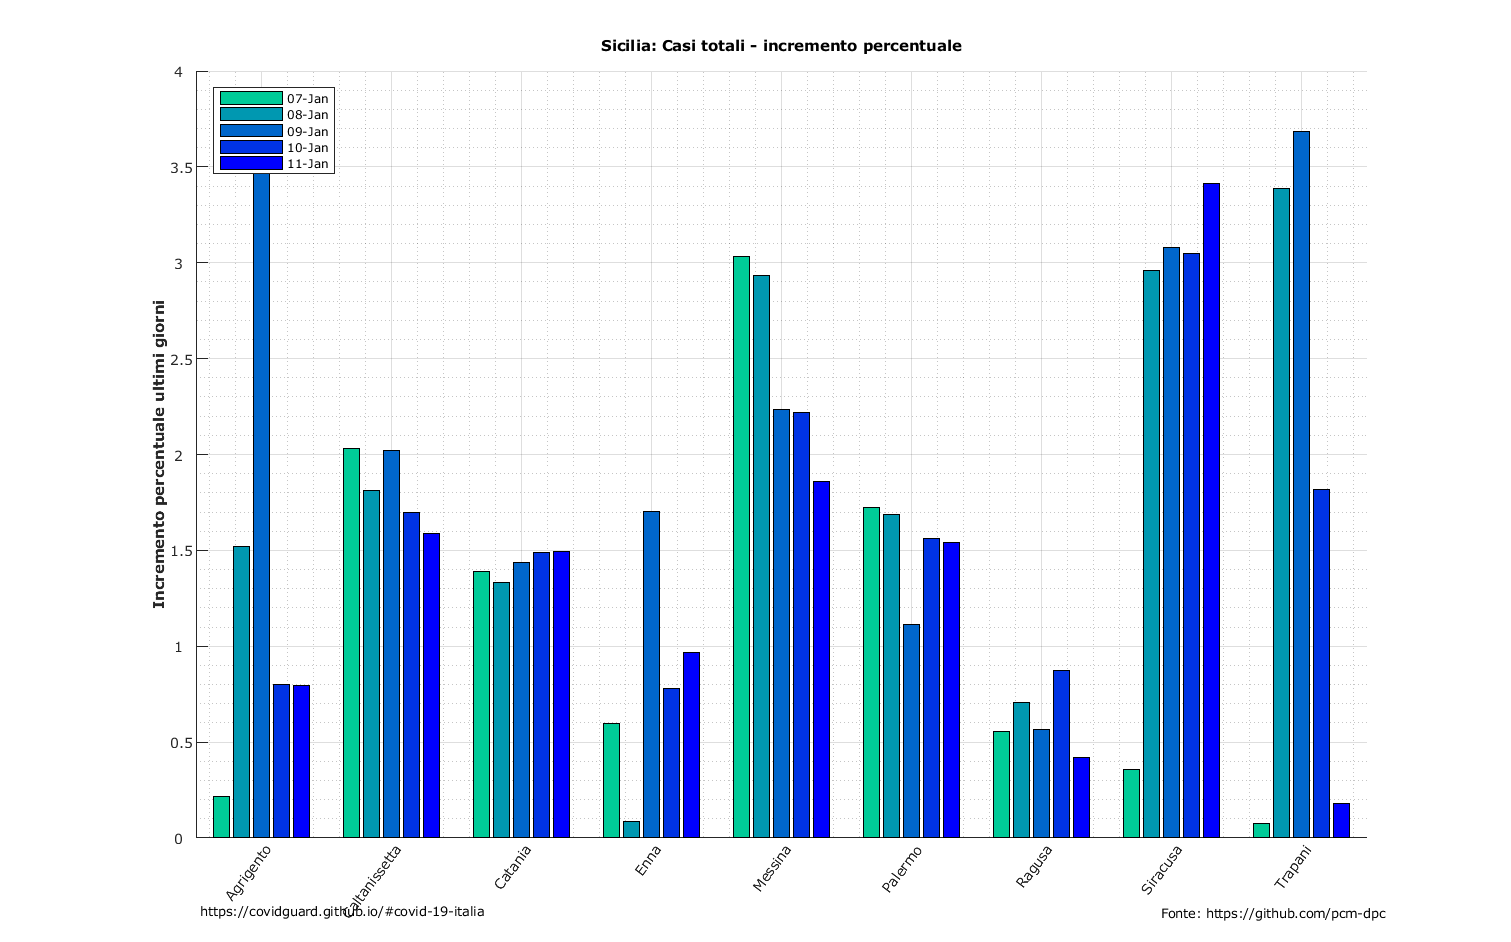 Sicilia: Casi totali - incremento percentuale
4
3.5
3
2.5
2
1.5
1
0.5
0
Incremento percentuale ultimi giorni
07-Jan
08-Jan
09-Jan
10-Jan
11-Jan
Agrigento
Caltanissetta
Catania
Enna
Messina
Palermo
Ragusa
Siracusa
Trapani
https://covidguard.github.io/#covid-19-italia
Fonte: https://github.com/pcm-dpc